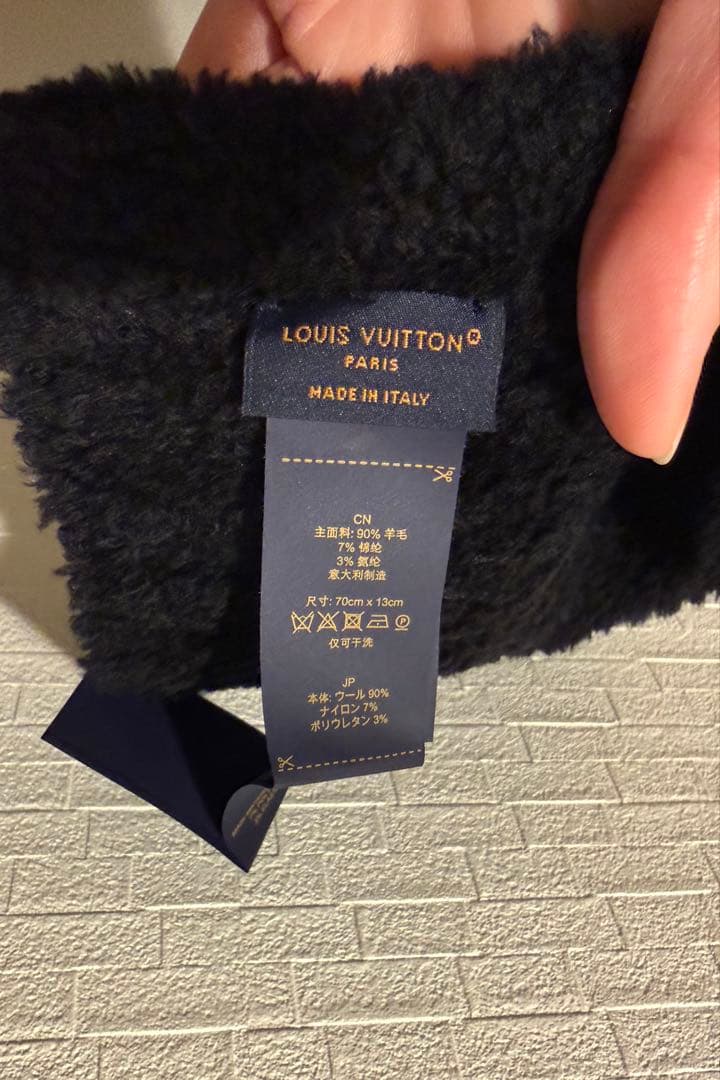 LOUIS VUITTON®
PARIS
MADE IN ITALY
CN
主面料: 90% 羊毛
7% 锦纶
3% 氨纶
意大利制造
尺寸: 70cm x 13cm
仅可干洗
JP
本体: ウール 90%
ナイロン 7%
ポリウレタン 3%